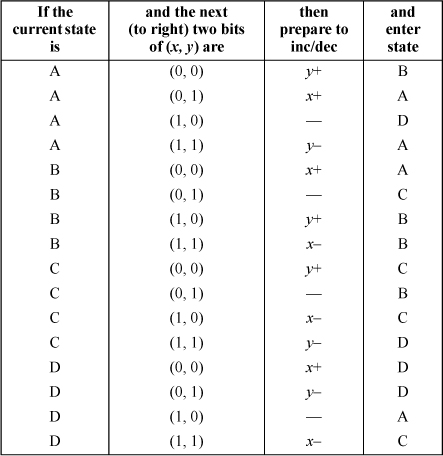 If the current state is | and the next (to right) two bits of (x, y) are | then prepare to inc/dec | and enter state
A | (0, 0) | y+ | B
A | (0, 1) | x+ | A
A | (1, 0) | — | D
A | (1, 1) | y– | A
B | (0, 0) | x+ | A
B | (0, 1) | — | C
B | (1, 0) | y+ | B
B | (1, 1) | x– | B
C | (0, 0) | y+ | C
C | (0, 1) | — | B
C | (1, 0) | x– | C
C | (1, 1) | y– | D
D | (0, 0) | x+ | D
D | (0, 1) | y– | D
D | (1, 0) | — | A
D | (1, 1) | x– | C